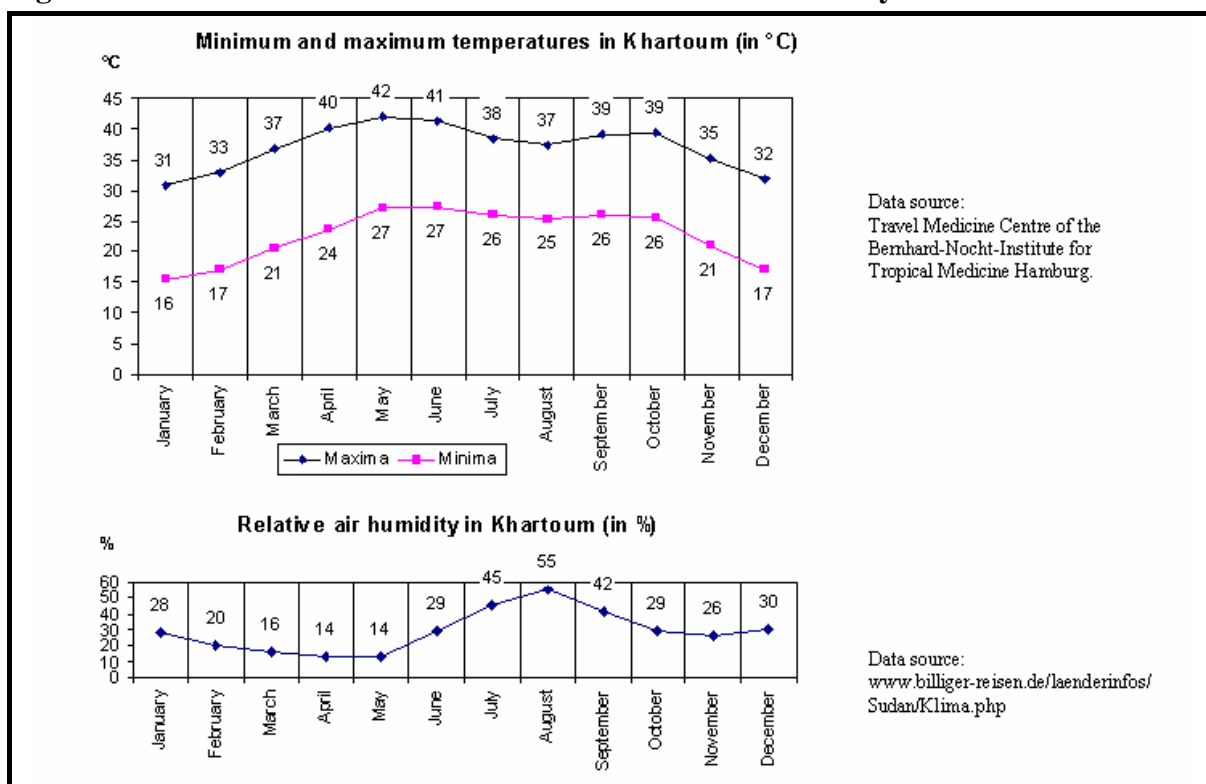 Minimum and maximum temperatures in Khartoum (in °C)
°C
45
40
35
30
25
20
15
10
5
0
31 33 37 40 42 41 38 37 39 39 35 32
16 17 21 24 27 27 26 25 26 26 21 17
January February March April May June July August September October November December
Maxima Minima
Data source:
Travel Medicine Centre of the
Bernhard-Nocht-Institute for
Tropical Medicine Hamburg.
Relative air humidity in Khartoum (in %)
%
60
50
40
30
20
10
0
28 20 16 14 14 29 45 55 42 29 26 30
January February March April May June July August September October November December
Data source:
www.billiger-reisen.de/laenderinfos/
Sudan/Klima.php